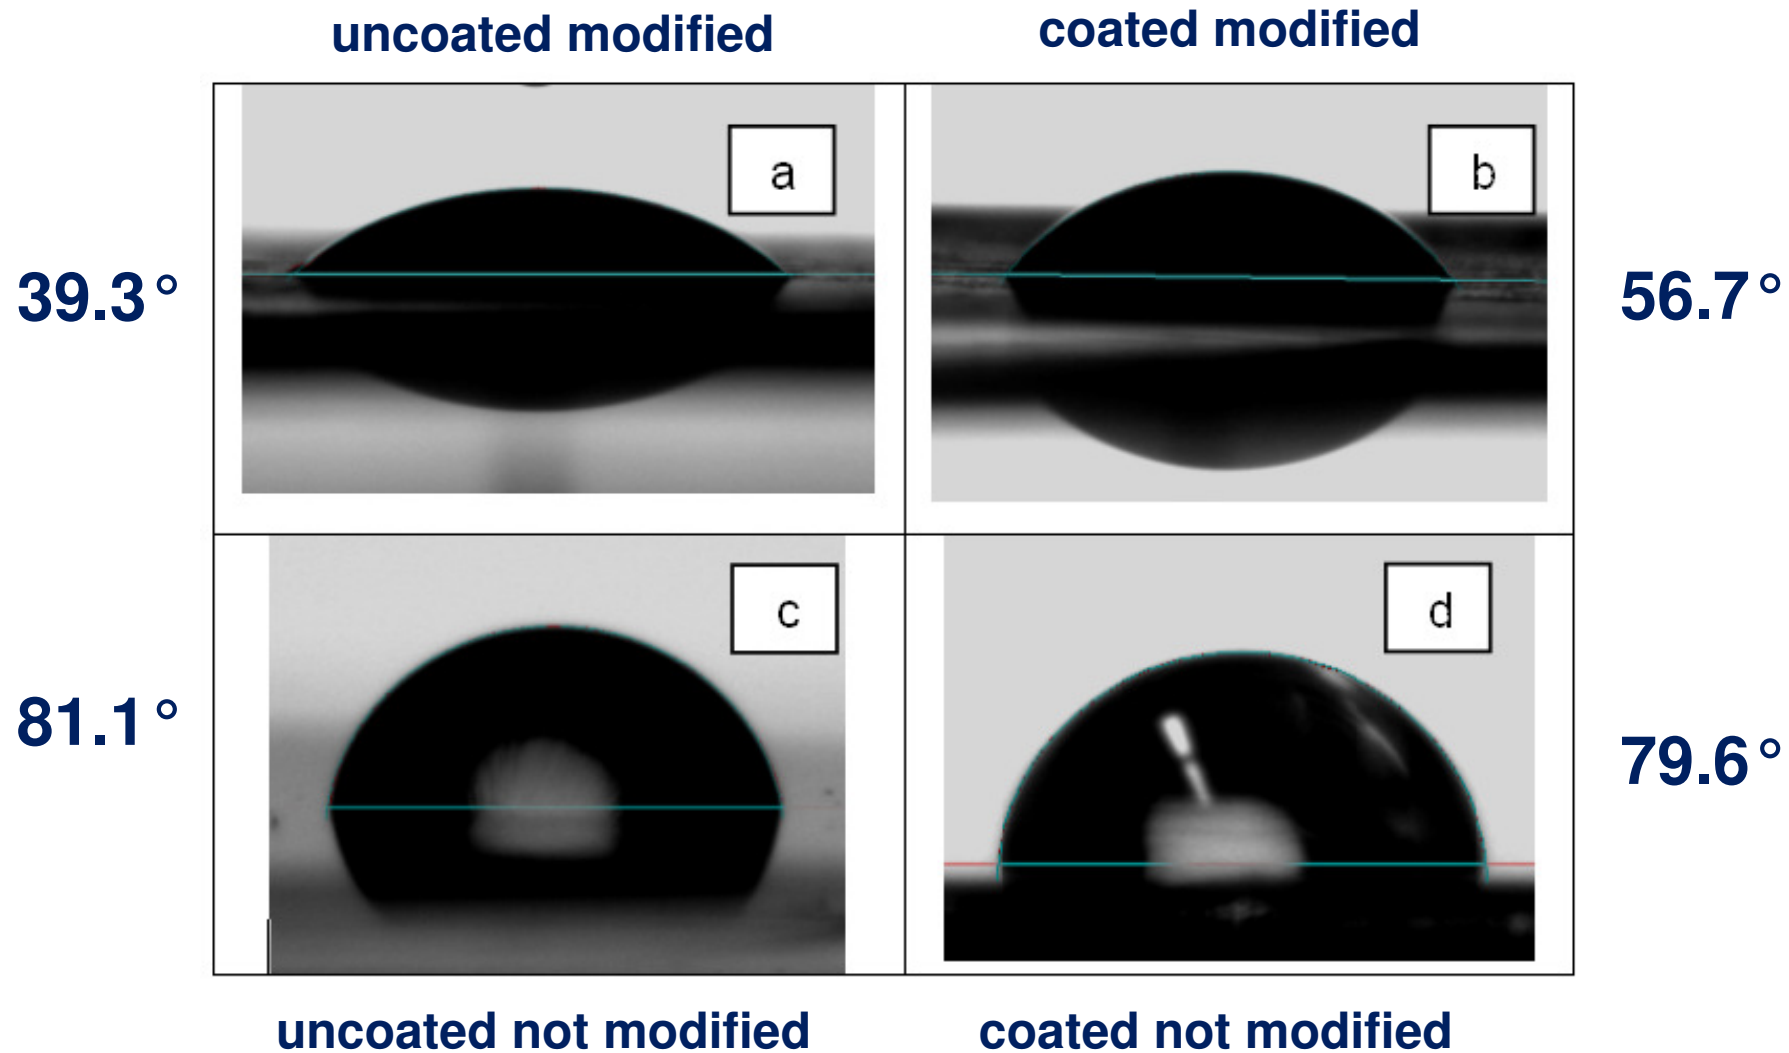 uncoated modified
coated modified
a
b
39.3°
56.7°
c
d
81.1°
79.6°
uncoated not modified
coated not modified